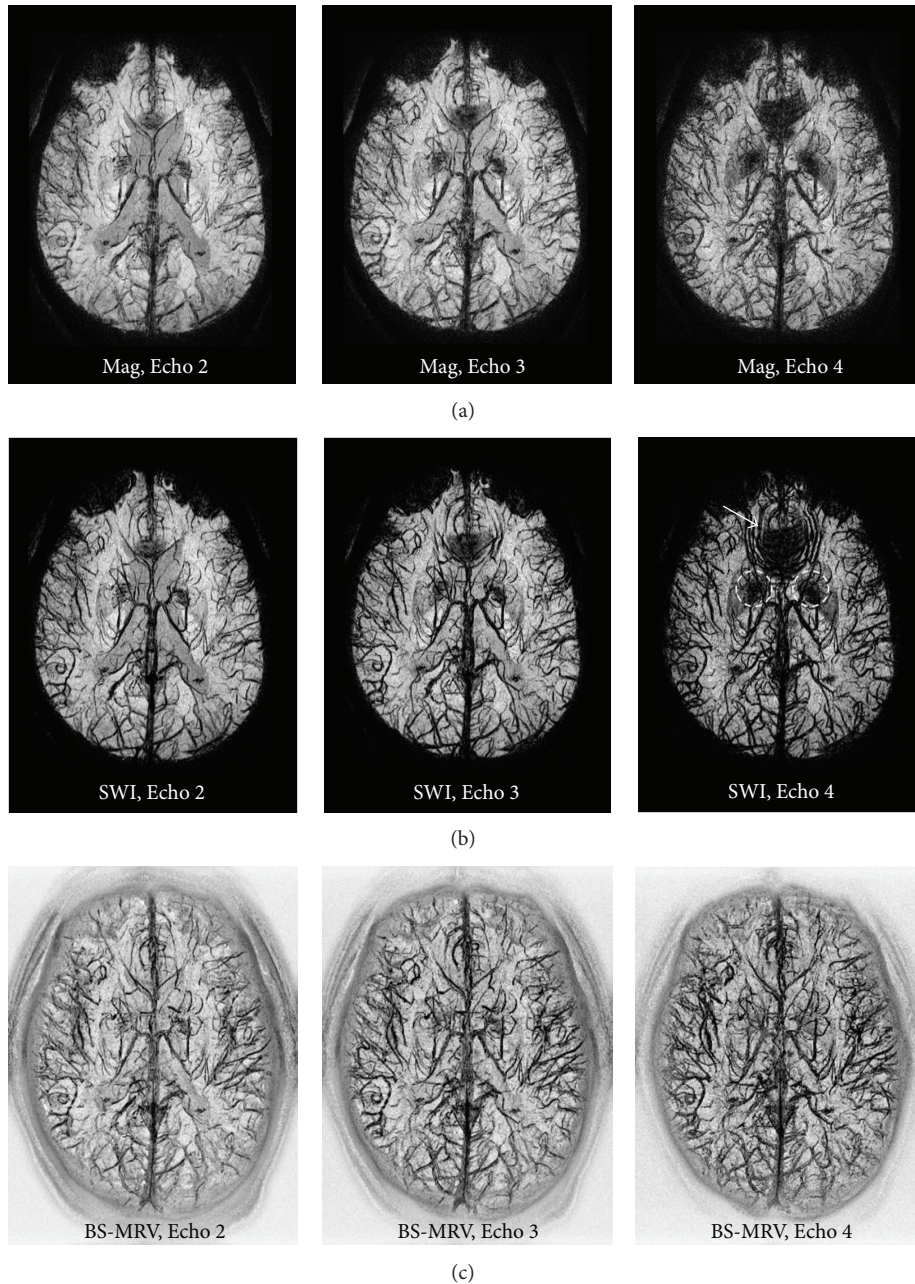 Mag, Echo 2
Mag, Echo 3
Mag, Echo 4
(a)
SWI, Echo 2
SWI, Echo 3
SWI, Echo 4
(b)
BS-MRV, Echo 2
BS-MRV, Echo 3
BS-MRV, Echo 4
(c)